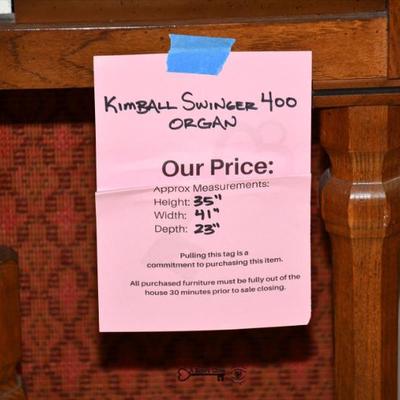 KIMBALL SWINGER 400
ORGAN
Our Price:
Approx Measurements:
Height: 35"
Width: 41"
Depth: 23"
Pulling this tag is a
commitment to purchasing this item.
All purchased furniture must be fully out of the
house 30 minutes prior to sale closing.